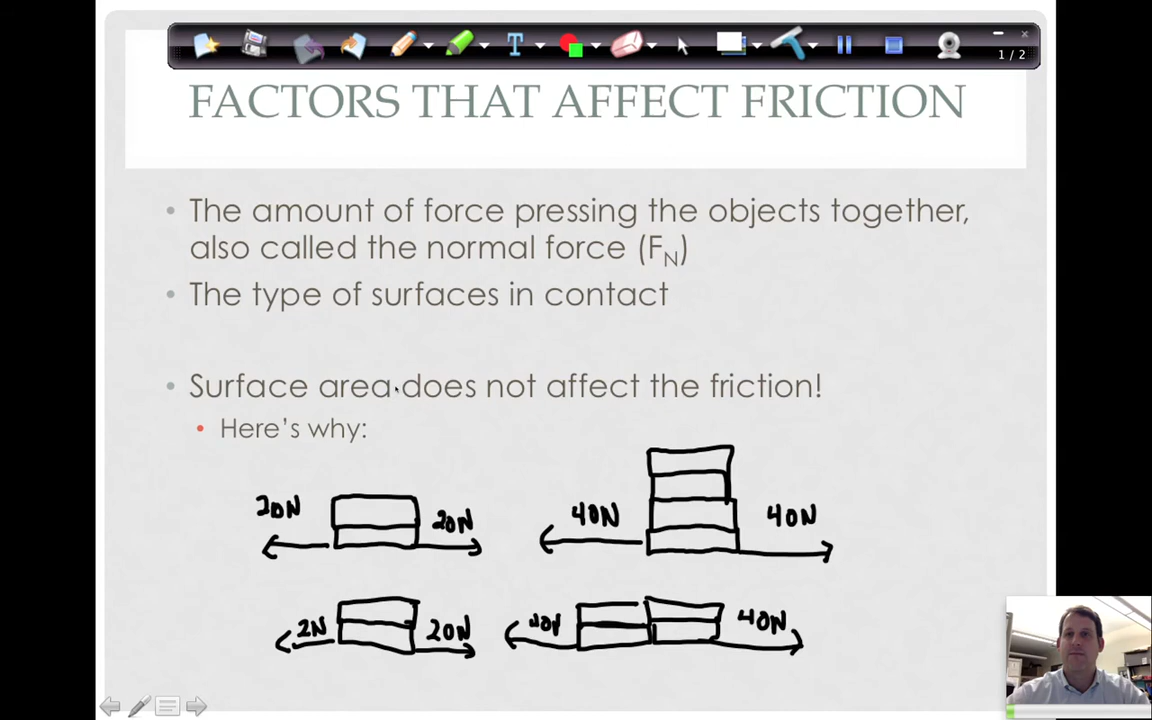 1 / 2
FACTORS THAT AFFECT FRICTION
• The amount of force pressing the objects together,
also called the normal force (FN)
• The type of surfaces in contact
• Surface area does not affect the friction!
• Here's why:
20N 20N 40N 40N
2N 20N 40N